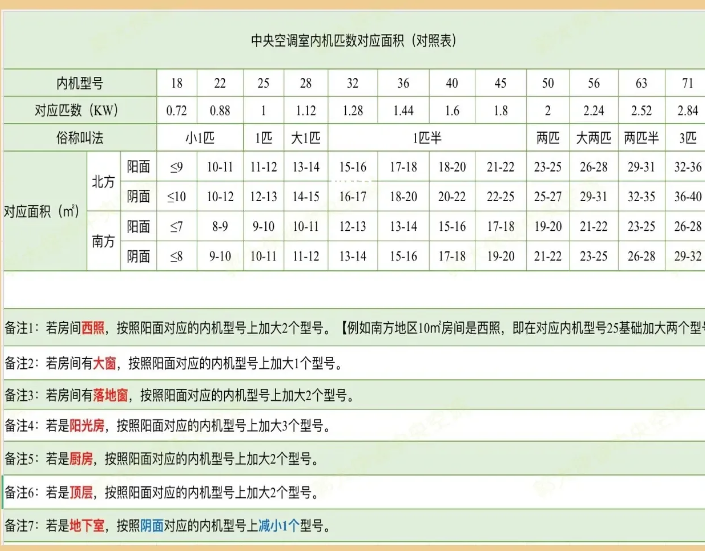 中央空调室内机匹数对应面积（对照表）
内机型号 18 22 25 28 32 36 40 45 50 56 63 71
对应匹数（KW） 0.72 0.88 1 1.12 1.28 1.44 1.6 1.8 2 2.24 2.52 2.84
俗称叫法 小1匹 1匹 大1匹 1匹半 两匹 大两匹 两匹半 3匹
对应面积（㎡） 北方 阳面 ≤9 10-11 11-12 13-14 15-16 17-18 18-20 21-22 23-25 26-28 29-31 32-36
阴面 ≤10 10-12 12-13 14-15 16-17 18-20 20-22 22-25 25-27 29-31 32-35 36-40
南方 阳面 ≤7 8-9 9-10 10-11 12-13 13-14 15-16 17-18 19-20 21-22 23-25 26-28
阴面 ≤8 9-10 10-11 11-12 13-14 15-16 17-18 19-20 21-22 23-25 26-28 29-32
备注1：若房间西照，按照阳面对应的内机型号上加大2个型号。【例如南方地区10㎡房间是西照，即在对应内机型号25基础加大两个型号
备注2：若房间有大窗，按照阳面对应的内机型号上加大1个型号。
备注3：若房间有落地窗，按照阳面对应的内机型号上加大2个型号。
备注4：若是阳光房，按照阳面对应的内机型号上加大3个型号。
备注5：若是厨房，按照阳面对应的内机型号上加大2个型号。
备注6：若是顶层，按照阳面对应的内机型号上加大2个型号。
备注7：若是地下室，按照阴面对应的内机型号上减小1个型号。